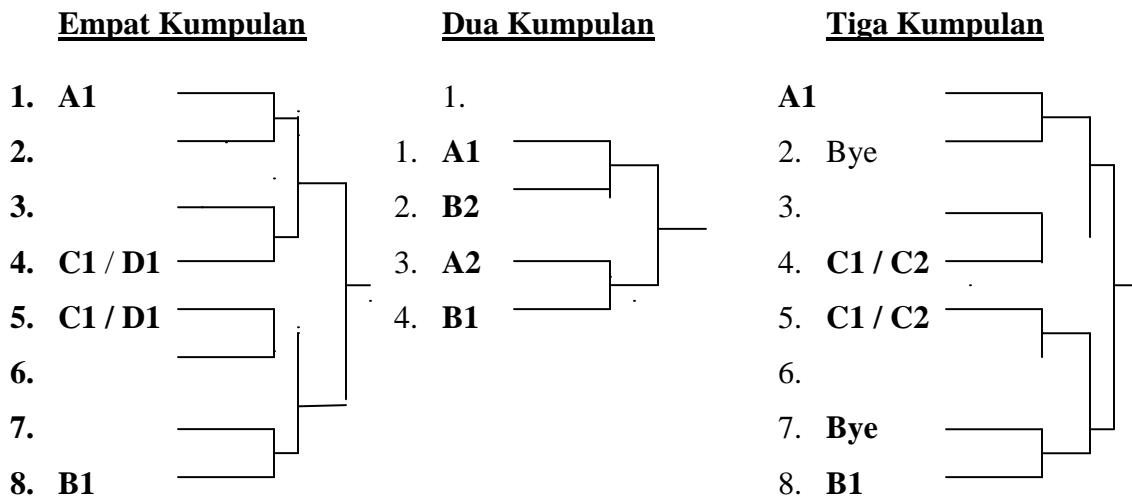 Empat Kumpulan
1. A1
2.
3.
4. C1 / D1
5. C1 / D1
6.
7.
8. B1
Dua Kumpulan
1.
1. A1
2. B2
3. A2
4. B1
Tiga Kumpulan
A1
2. Bye
3.
4. C1 / C2
5. C1 / C2
6.
7. Bye
8. B1